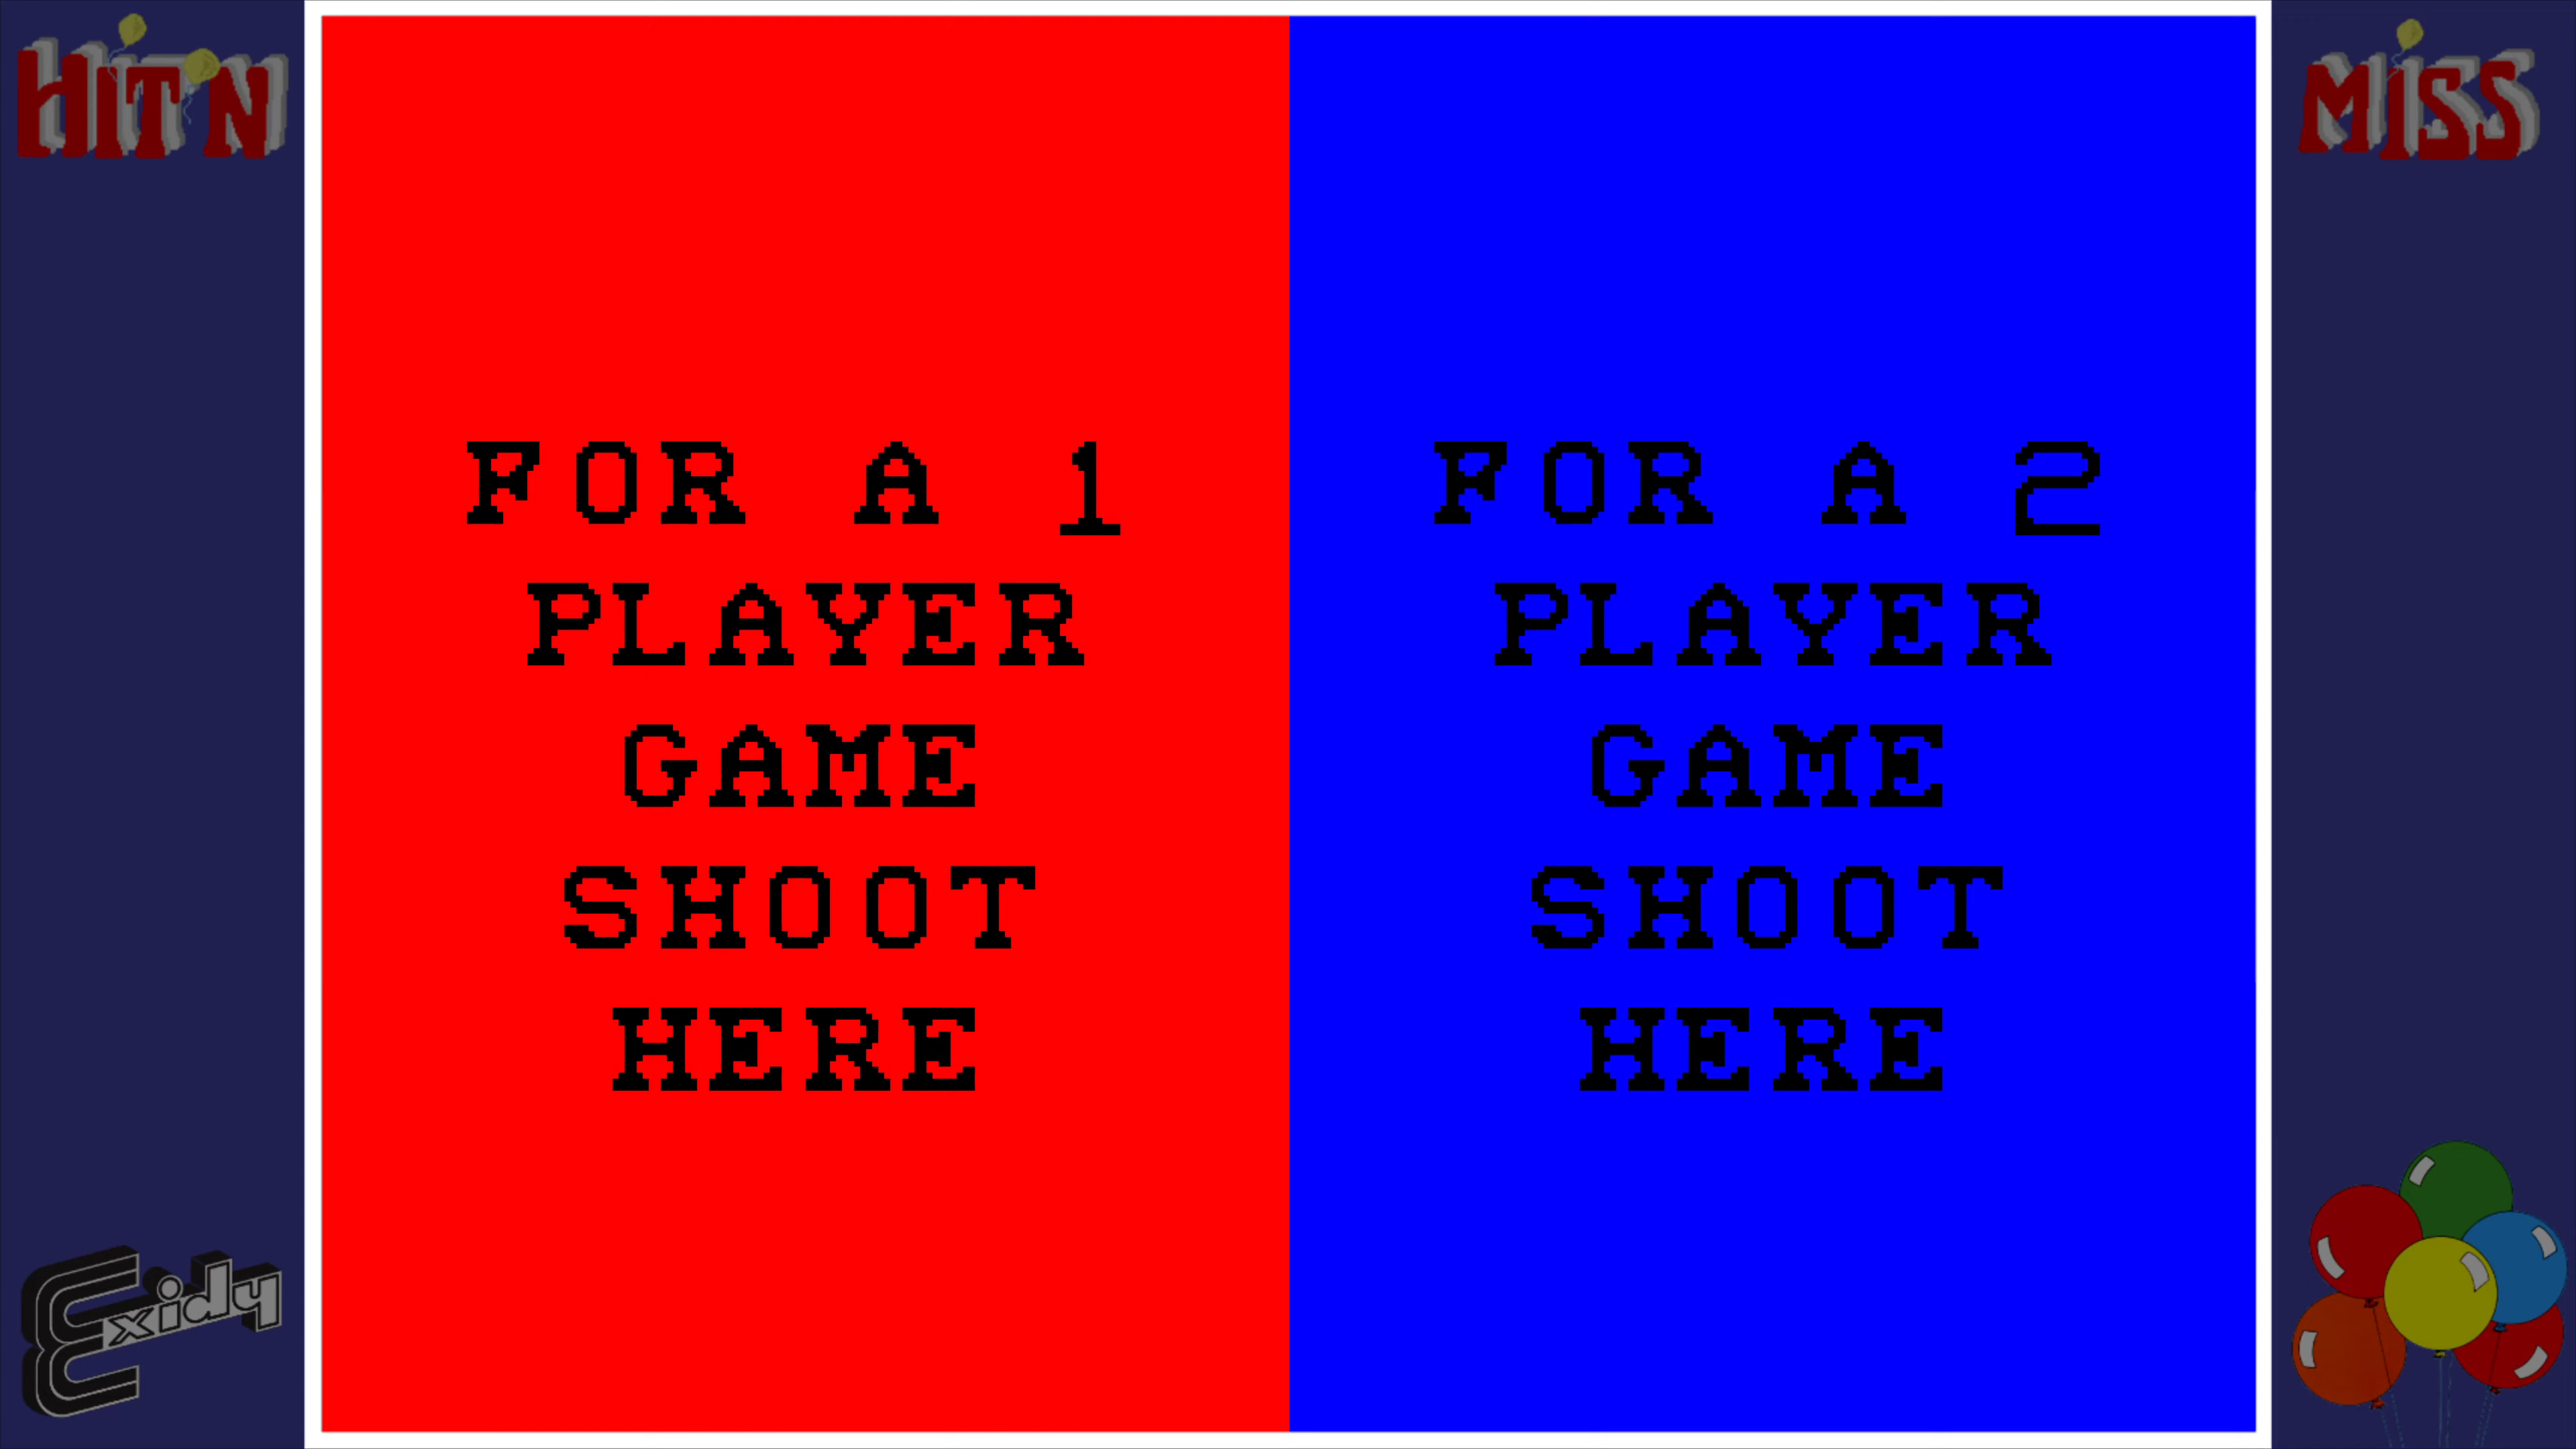 HIT'N
MISS
FOR A 1
PLAYER
GAME
SHOOT
HERE
FOR A 2
PLAYER
GAME
SHOOT
HERE
Exidy